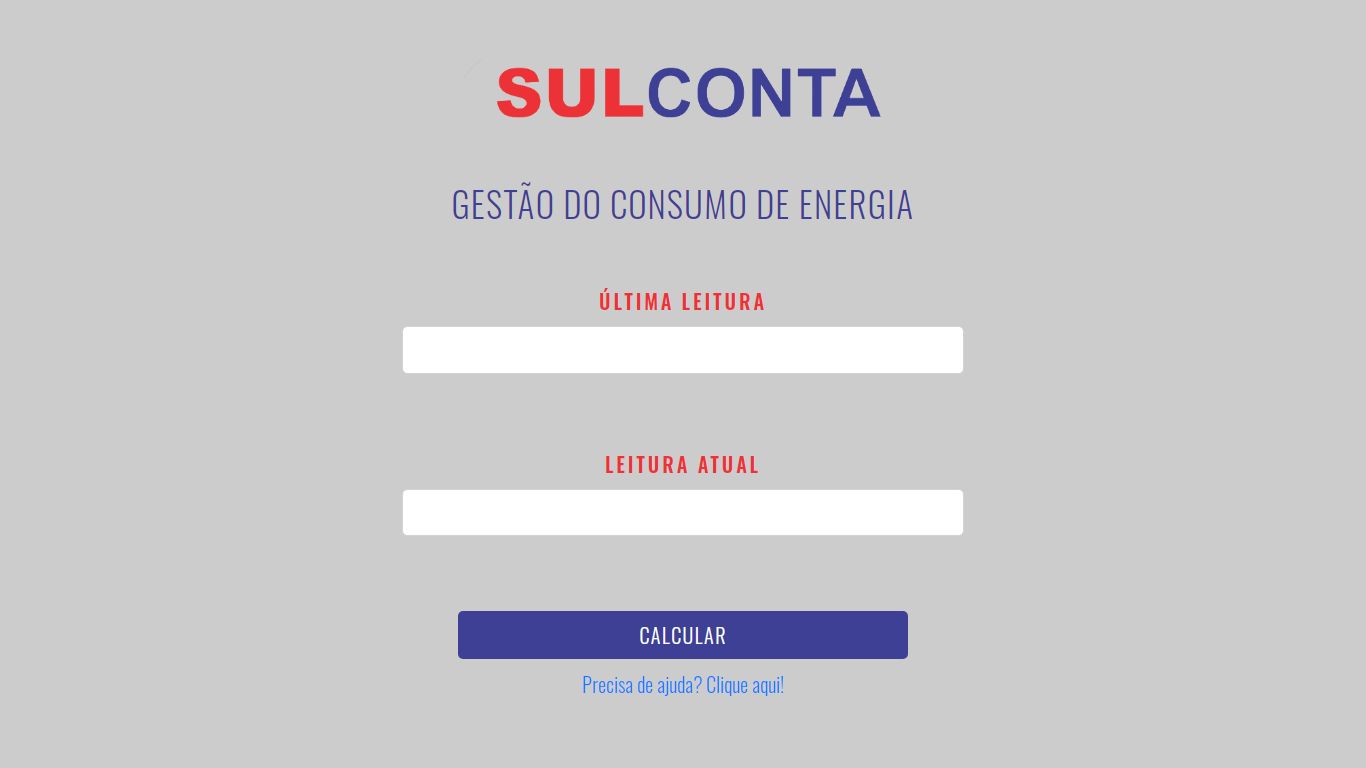 SULCONTA
GESTÃO DO CONSUMO DE ENERGIA
ÚLTIMA LEITURA
LEITURA ATUAL
CALCULAR
Precisa de ajuda? Clique aqui!